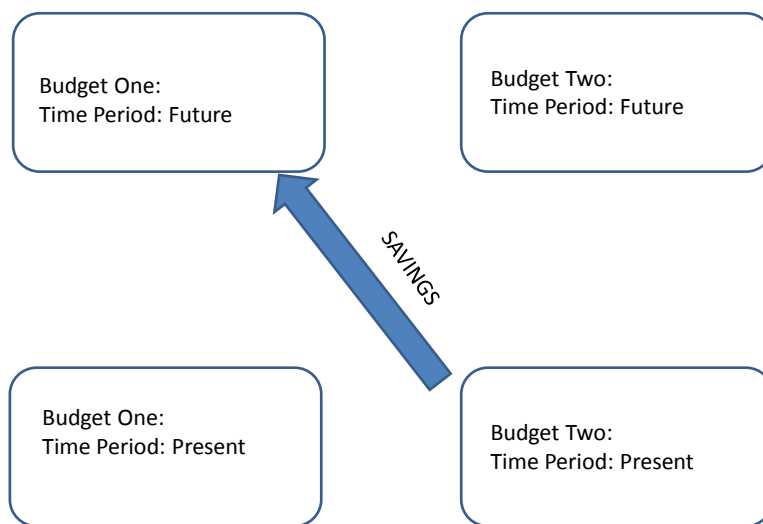 Budget One:
Time Period: Future
Budget Two:
Time Period: Future
SAVINGS
Budget One:
Time Period: Present
Budget Two:
Time Period: Present